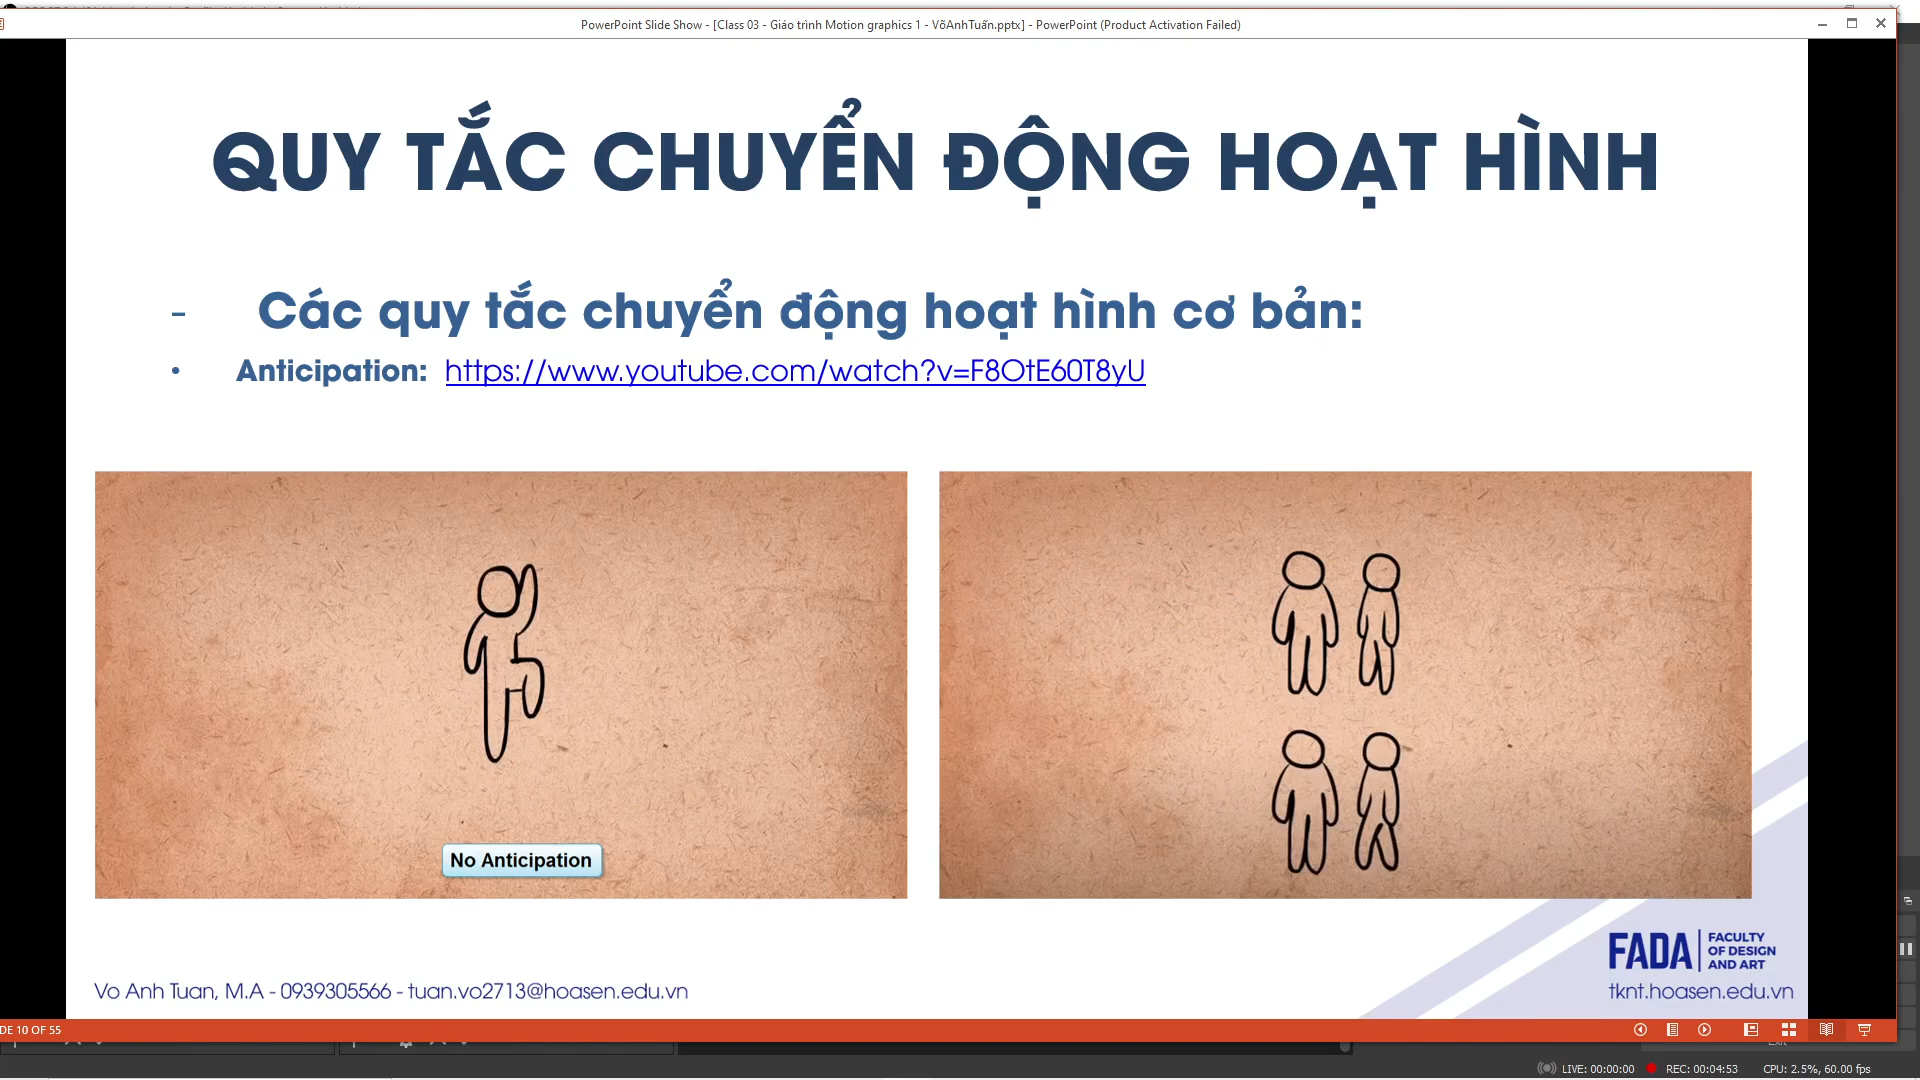 PowerPoint Slide Show - [Class 03 - Giáo trình Motion graphics 1 - VõAnhTuấn.pptx] - PowerPoint (Product Activation Failed)
QUY TẮC CHUYỂN ĐỘNG HOẠT HÌNH
- Các quy tắc chuyển động hoạt hình cơ bản:
• Anticipation: https://www.youtube.com/watch?v=F8OtE60T8yU
No Anticipation
FADA FACULTY
OF DESIGN
AND ART
Vo Anh Tuan, M.A - 0939305566 - tuan.vo2713@hoasen.edu.vn
tknt.hoasen.edu.vn
DE 10 OF 55
Exit
LIVE: 00:00:00 REC: 00:04:53 CPU: 2.5%, 60.00 fps